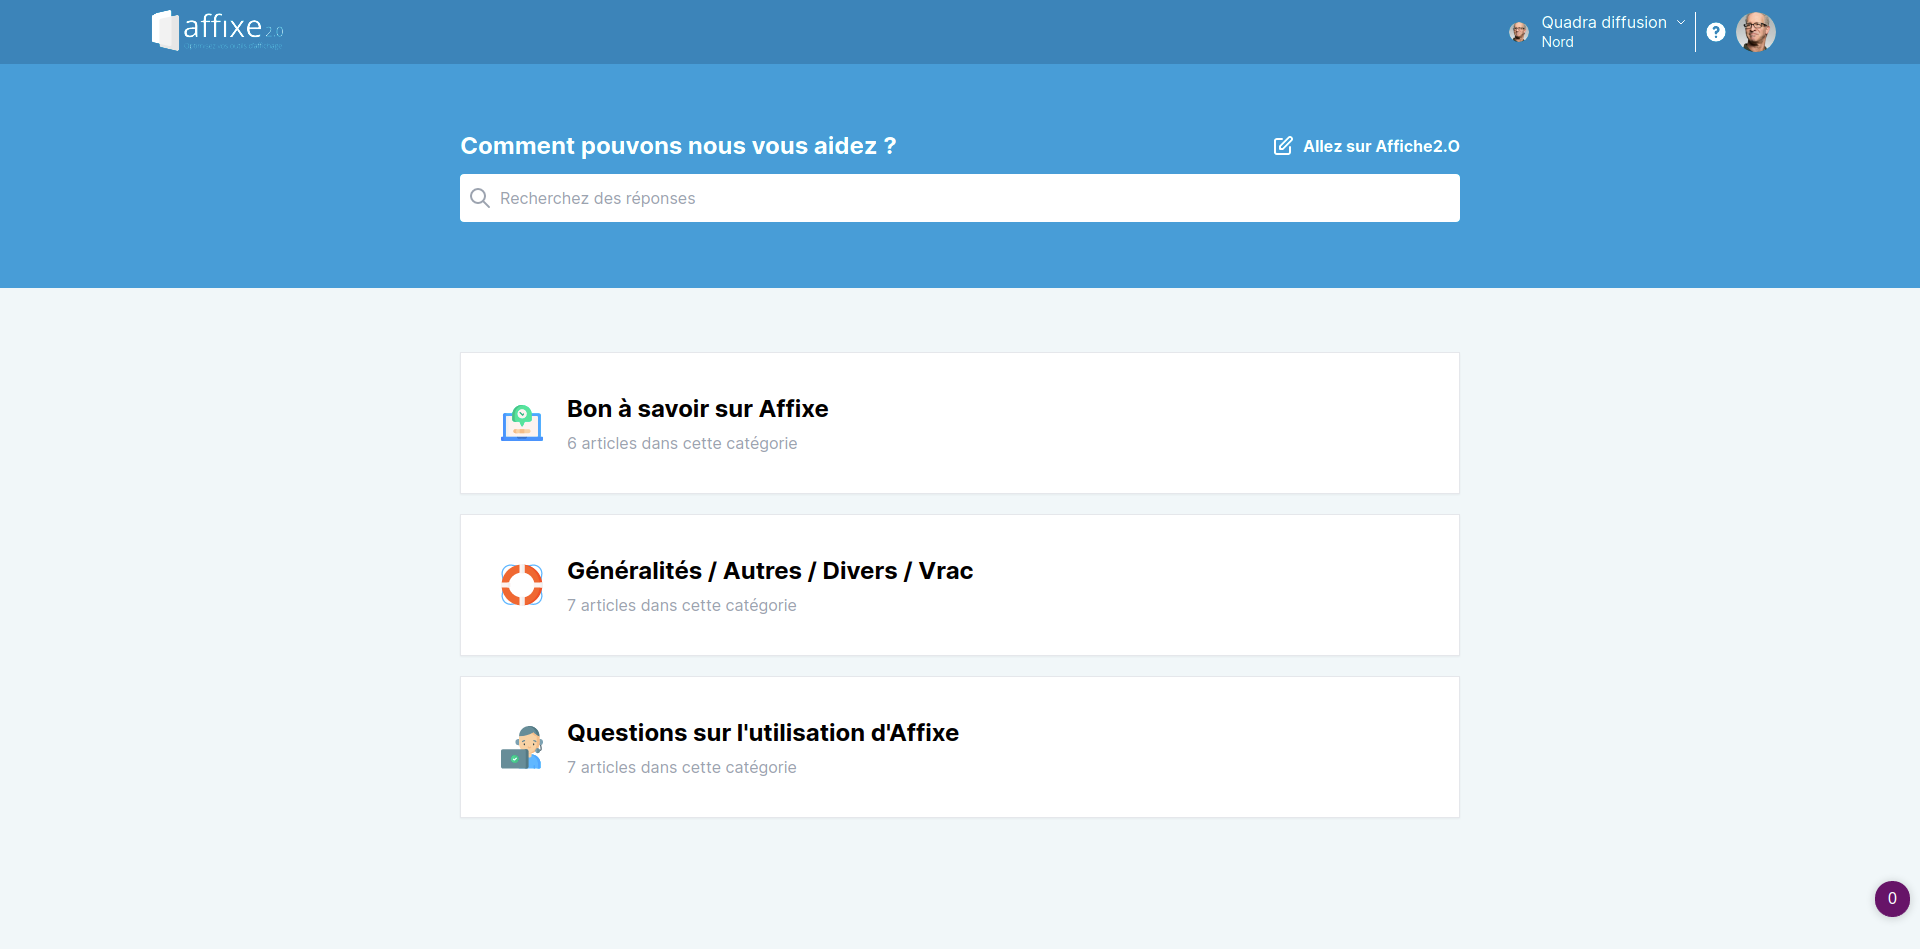 affixe 2.0
Quadra diffusion
Nord
?
Comment pouvons nous vous aidez ?
Allez sur Affiche2.O
Recherchez des réponses
Bon à savoir sur Affixe
6 articles dans cette catégorie
Généralités / Autres / Divers / Vrac
7 articles dans cette catégorie
Questions sur l'utilisation d'Affixe
7 articles dans cette catégorie
0